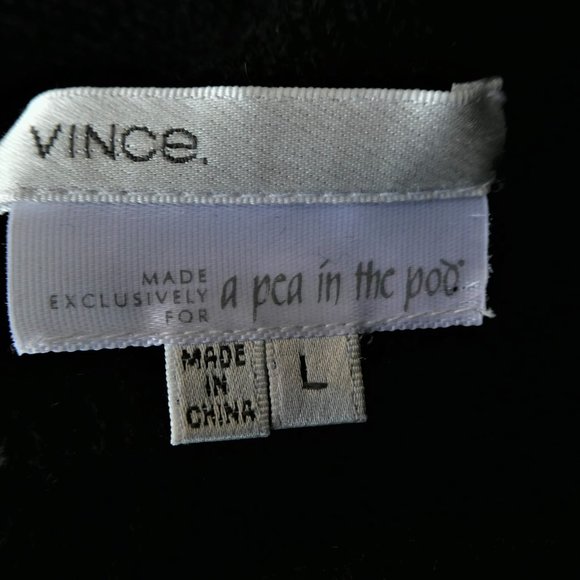 VINCe.
MADE
EXCLUSIVELY
FOR
a pea in the pod®
MADE
IN
CHINA
L